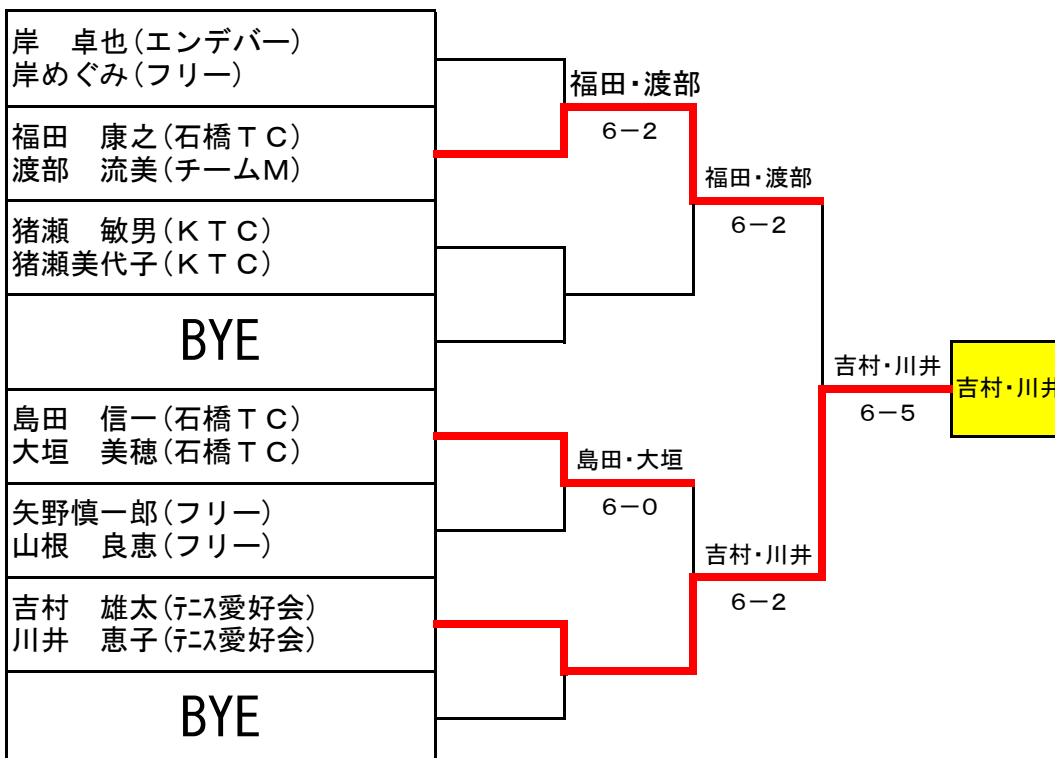 岸　卓也(エンデバー)
岸めぐみ(フリー)
福田　康之(石橋ＴＣ)
渡部　流美(チームM)
猪瀬　敏男(ＫＴＣ)
猪瀬美代子(ＫＴＣ)
BYE
島田　信一(石橋ＴＣ)
大垣　美穂(石橋ＴＣ)
矢野慎一郎(フリー)
山根　良恵(フリー)
吉村　雄太(ﾃﾆｽ愛好会)
川井　恵子(ﾃﾆｽ愛好会)
BYE
福田・渡部
６－２
島田・大垣
６－０
福田・渡部
６－２
吉村・川井
６－２
吉村・川井
６－５
吉村・川井